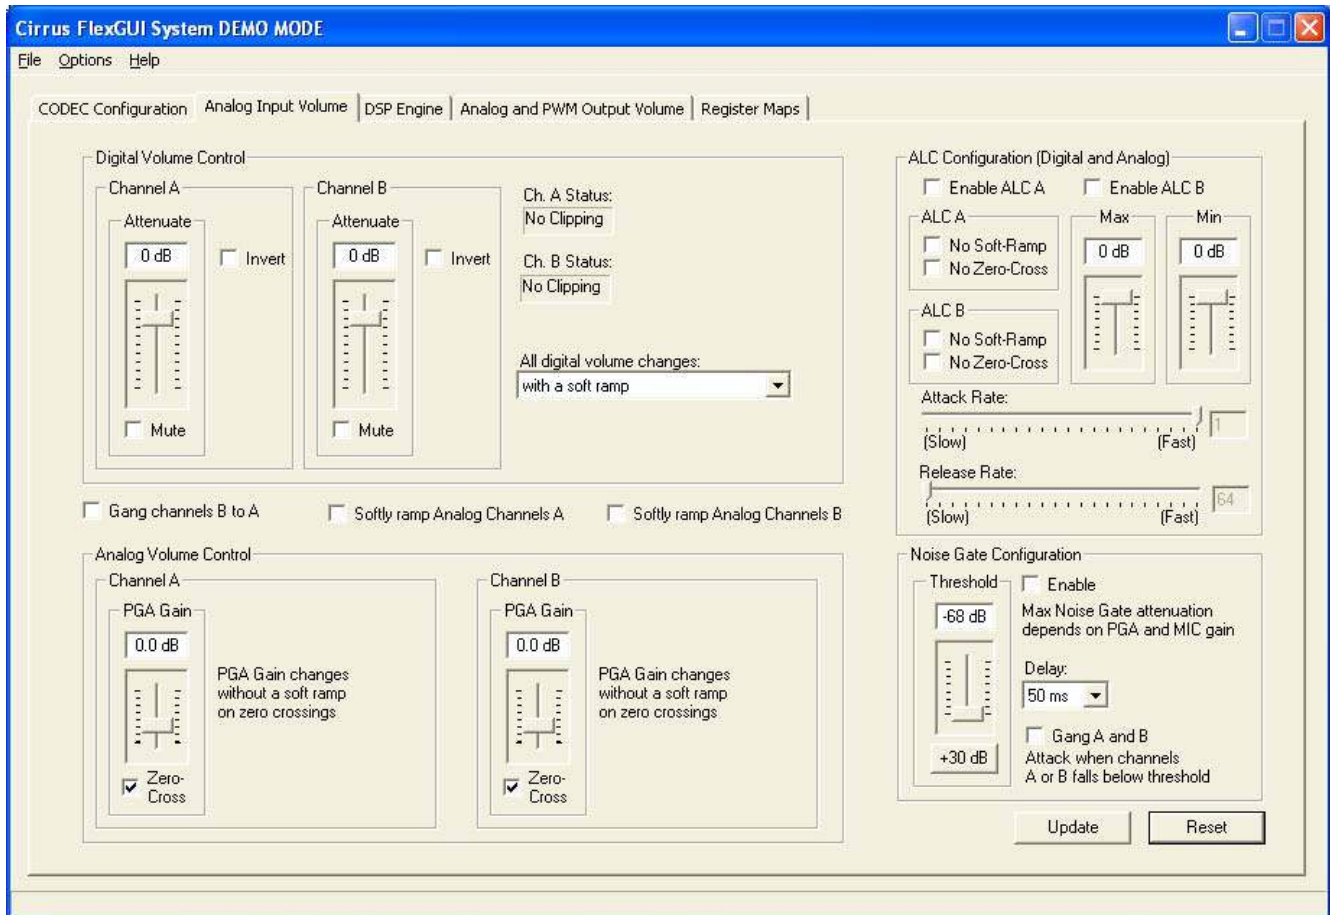 Cirrus FlexGUI System DEMO MODE
File Options Help
CODEC Configuration Analog Input Volume DSP Engine Analog and PWM Output Volume Register Maps
Digital Volume Control
Channel A
Attenuate
0 dB
Invert
Mute
Channel B
Attenuate
0 dB
Invert
Mute
Ch. A Status:
No Clipping
Ch. B Status:
No Clipping
All digital volume changes:
with a soft ramp
Gang channels B to A
Softly ramp Analog Channels A
Softly ramp Analog Channels B
Analog Volume Control
Channel A
PGA Gain
0.0 dB
Zero-
Cross
PGA Gain changes
without a soft ramp
on zero crossings
Channel B
PGA Gain
0.0 dB
Zero-
Cross
PGA Gain changes
without a soft ramp
on zero crossings
ALC Configuration (Digital and Analog)
Enable ALC A
Enable ALC B
ALC A
No Soft-Ramp
No Zero-Cross
ALC B
No Soft-Ramp
No Zero-Cross
Max
0 dB
Min
0 dB
Attack Rate:
1
(Slow) (Fast)
Release Rate:
64
(Slow) (Fast)
Noise Gate Configuration
Threshold
-68 dB
+30 dB
Enable
Max Noise Gate attenuation
depends on PGA and MIC gain
Delay:
50 ms
Gang A and B
Attack when channels
A or B falls below threshold
Update
Reset